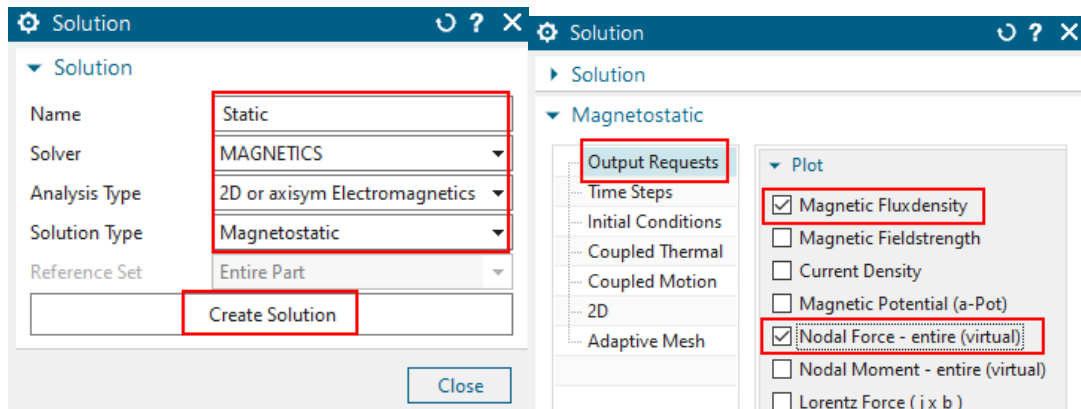 Solution
Solution
Name Static
Solver MAGNETICS
Analysis Type 2D or axisym Electromagnetics
Solution Type Magnetostatic
Reference Set Entire Part
Create Solution
Close
Solution
Solution
Magnetostatic
Output Requests
Time Steps
Initial Conditions
Coupled Thermal
Coupled Motion
2D
Adaptive Mesh
Plot
Magnetic Fluxdensity
Magnetic Fieldstrength
Current Density
Magnetic Potential (a-Pot)
Nodal Force - entire (virtual)
Nodal Moment - entire (virtual)
Lorentz Force ( j x b )